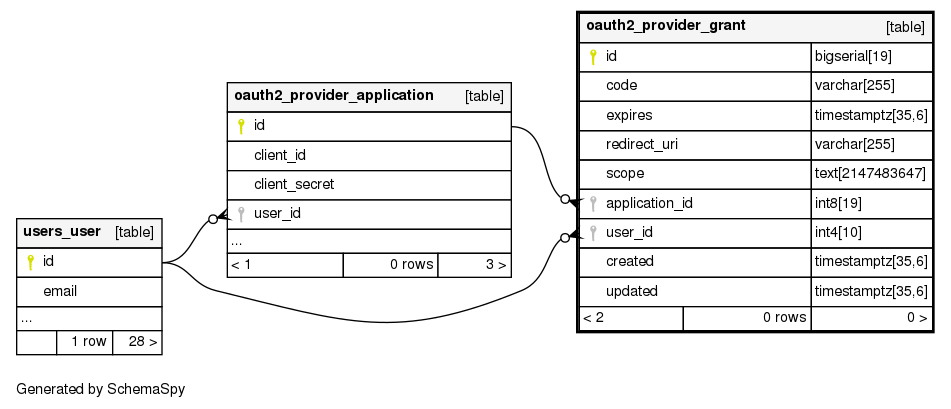 users_user [table]
id
email
...
1 row 28 >
oauth2_provider_application [table]
id
client_id
client_secret
user_id
...
< 1 0 rows 3 >
oauth2_provider_grant [table]
id bigserial[19]
code varchar[255]
expires timestamptz[35,6]
redirect_uri varchar[255]
scope text[2147483647]
application_id int8[19]
user_id int4[10]
created timestamptz[35,6]
updated timestamptz[35,6]
< 2 0 rows 0 >
Generated by SchemaSpy